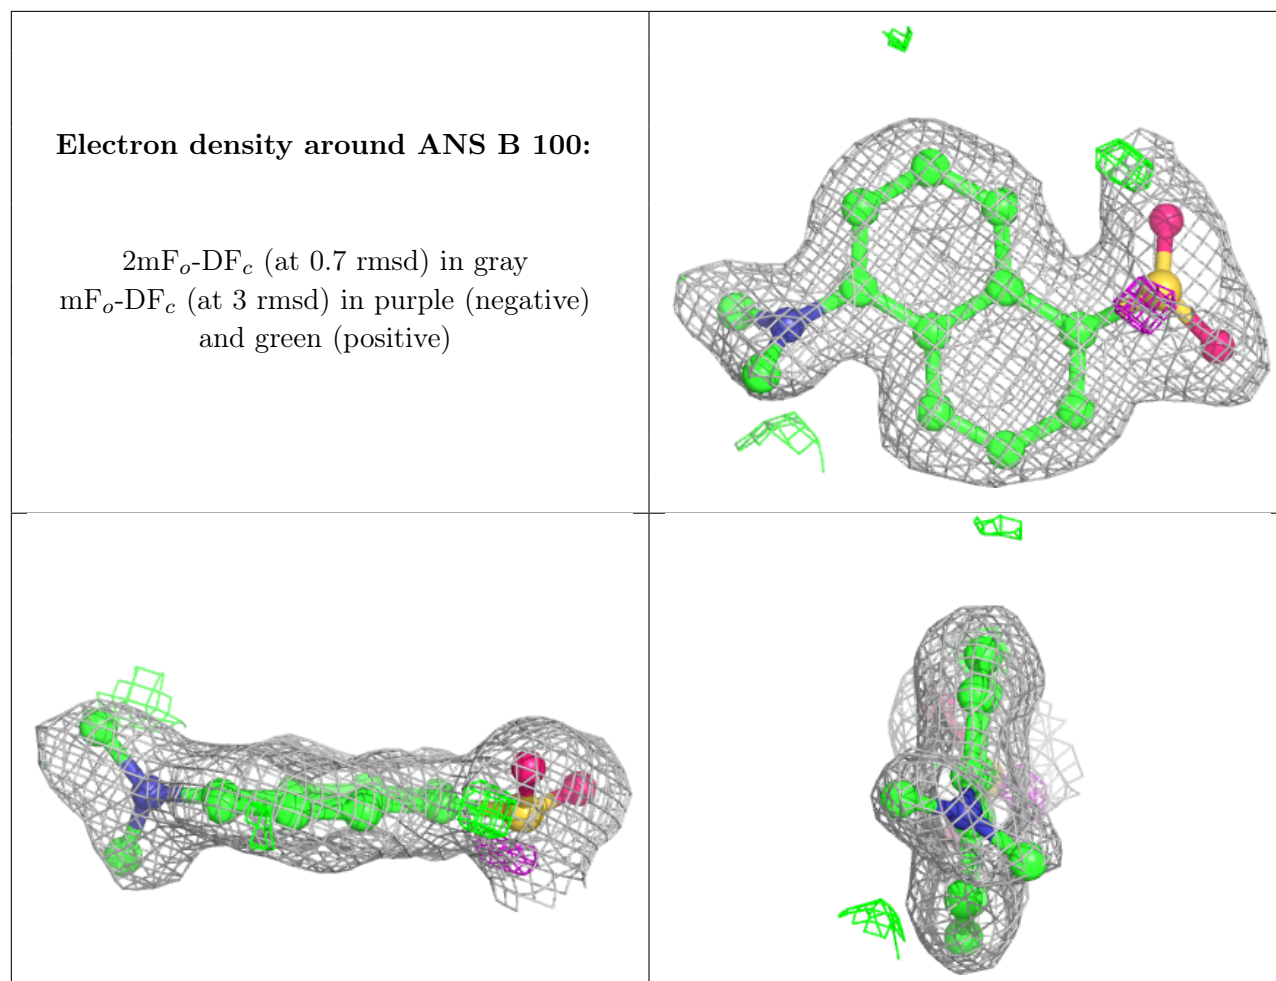 Electron density around ANS B 100:
2mFo-DFc (at 0.7 rmsd) in gray
mFo-DFc (at 3 rmsd) in purple (negative)
and green (positive)